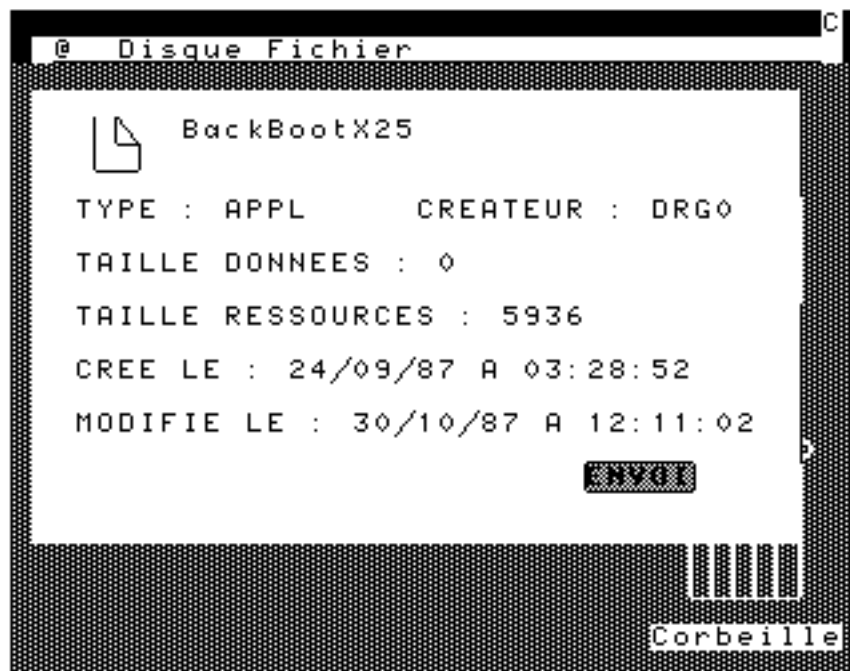 C
@ Disque Fichier
BackBootX25
TYPE : APPL CREATEUR : DRG0
TAILLE DONNEES : 0
TAILLE RESSOURCES : 5936
CREE LE : 24/09/87 A 03:28:52
MODIFIE LE : 30/10/87 A 12:11:02
ENVOI
Corbeille